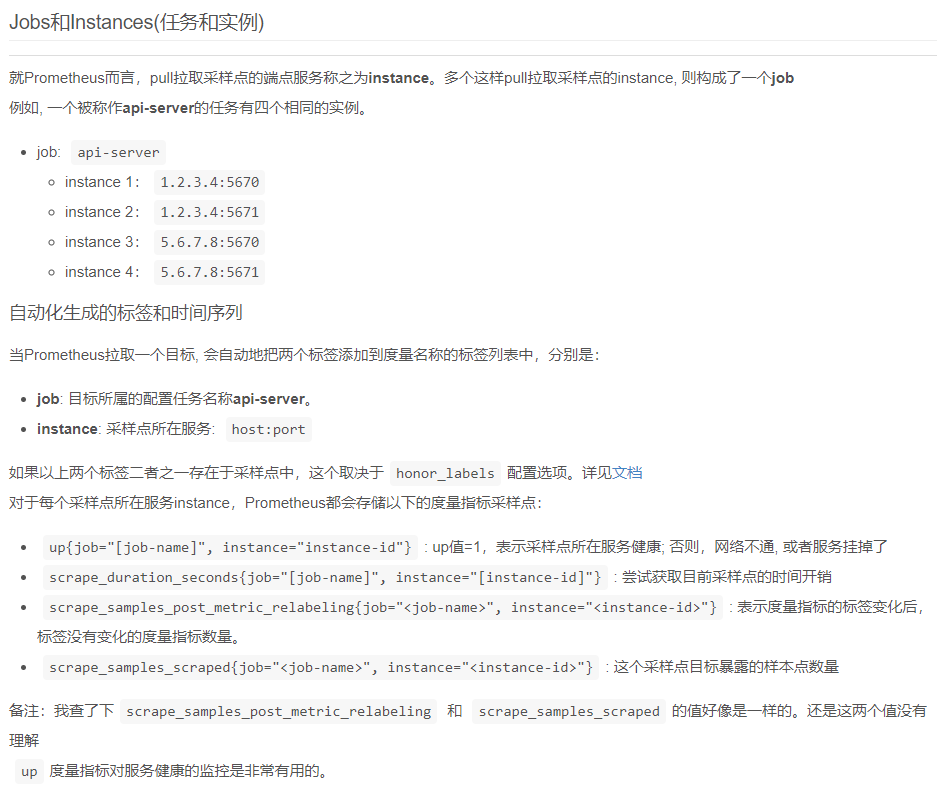 Jobs和Instances(任务和实例)
就Prometheus而言，pull拉取采样点的端点服务称之为instance。多个这样pull拉取采样点的instance, 则构成了一个job
例如, 一个被称作api-server的任务有四个相同的实例。
job: api-server
instance 1： 1.2.3.4:5670
instance 2： 1.2.3.4:5671
instance 3： 5.6.7.8:5670
instance 4： 5.6.7.8:5671
自动化生成的标签和时间序列
当Prometheus拉取一个目标, 会自动地把两个标签添加到度量名称的标签列表中，分别是：
job: 目标所属的配置任务名称api-server。
instance: 采样点所在服务: host:port
如果以上两个标签二者之一存在于采样点中，这个取决于 honor_labels 配置选项。详见文档
对于每个采样点所在服务instance，Prometheus都会存储以下的度量指标采样点：
up{job="[job-name]", instance="instance-id"} : up值=1，表示采样点所在服务健康; 否则，网络不通, 或者服务挂掉了
scrape_duration_seconds{job="[job-name]", instance="[instance-id]"} : 尝试获取目前采样点的时间开销
scrape_samples_post_metric_relabeling{job="<job-name>", instance="<instance-id>"} : 表示度量指标的标签变化后，
标签没有变化的度量指标数量。
scrape_samples_scraped{job="<job-name>", instance="<instance-id>"} : 这个采样点目标暴露的样本点数量
备注：我查了下 scrape_samples_post_metric_relabeling 和 scrape_samples_scraped 的值好像是一样的。还是这两个值没有
理解
up 度量指标对服务健康的监控是非常有用的。